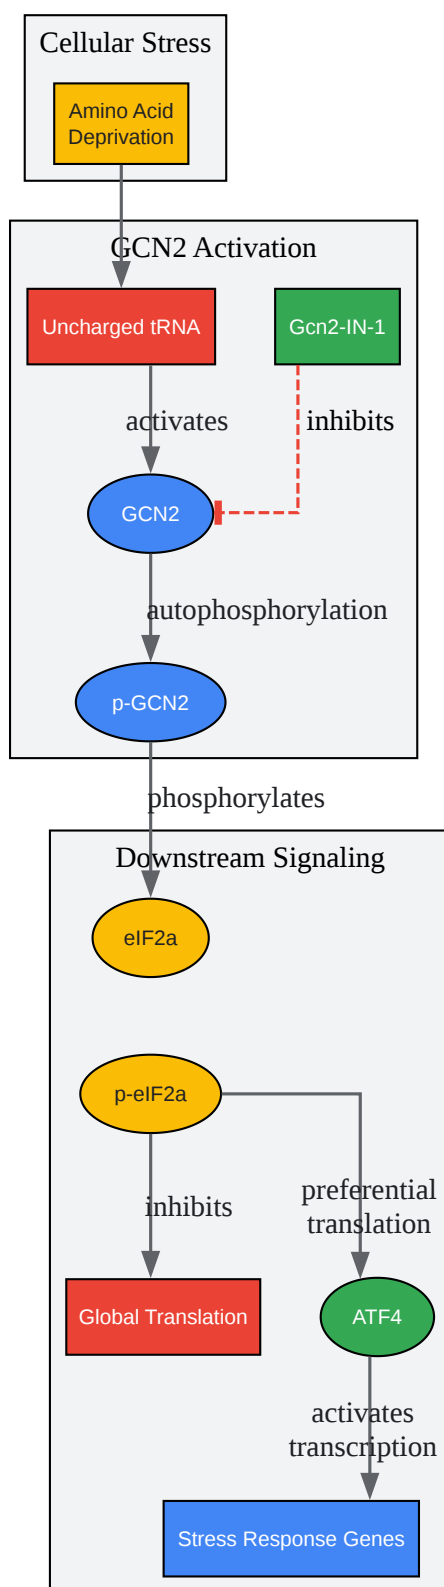 Cellular Stress
Amino Acid
Deprivation
GCN2 Activation
Uncharged tRNA
Gcn2-IN-1
activates
inhibits
GCN2
autophosphorylation
p-GCN2
phosphorylates
Downstream Signaling
eIF2a
p-eIF2a
inhibits
preferential
translation
Global Translation
ATF4
activates
transcription
Stress Response Genes